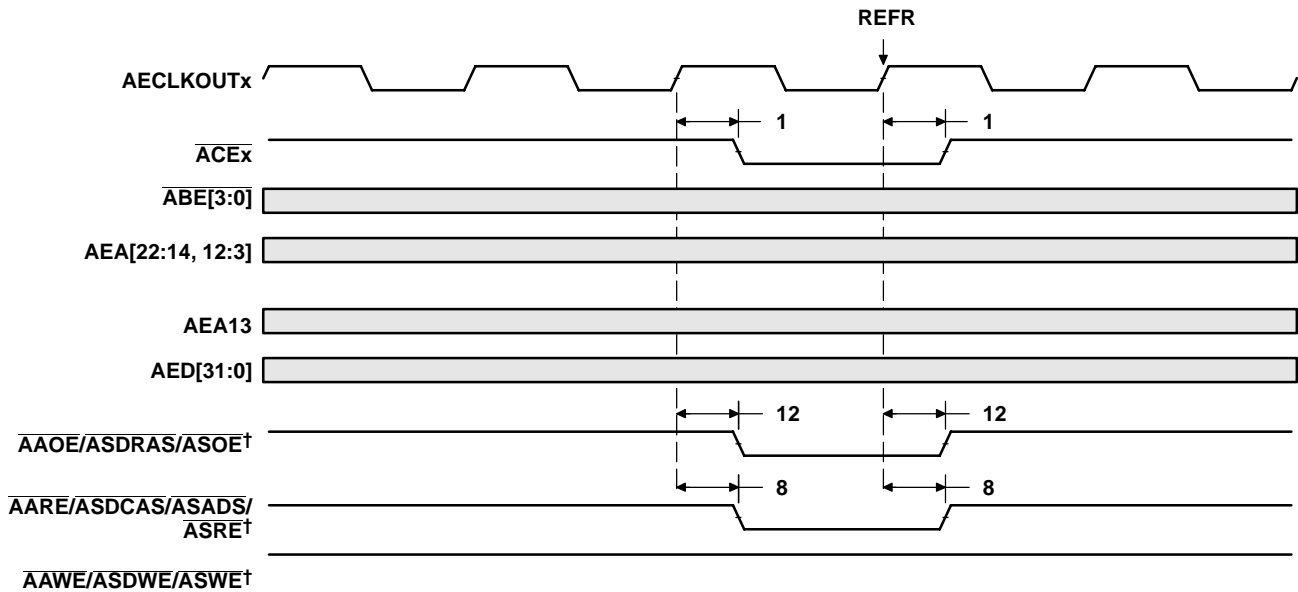 REFR
AECLKOUTx
1 1
ACEx
ABE[3:0]
AEA[22:14, 12:3]
AEA13
AED[31:0]
12 12
AAOE/ASDRAS/ASOE†
8 8
AARE/ASDCAS/ASADS/
ASRE†
AAWE/ASDWE/ASWE†